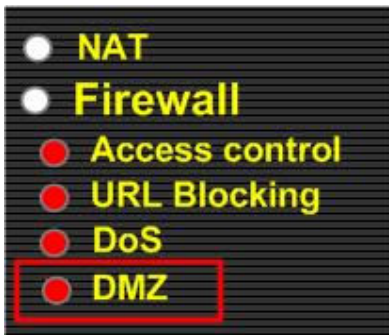 NAT
Firewall
Access control
URL Blocking
DoS
DMZ